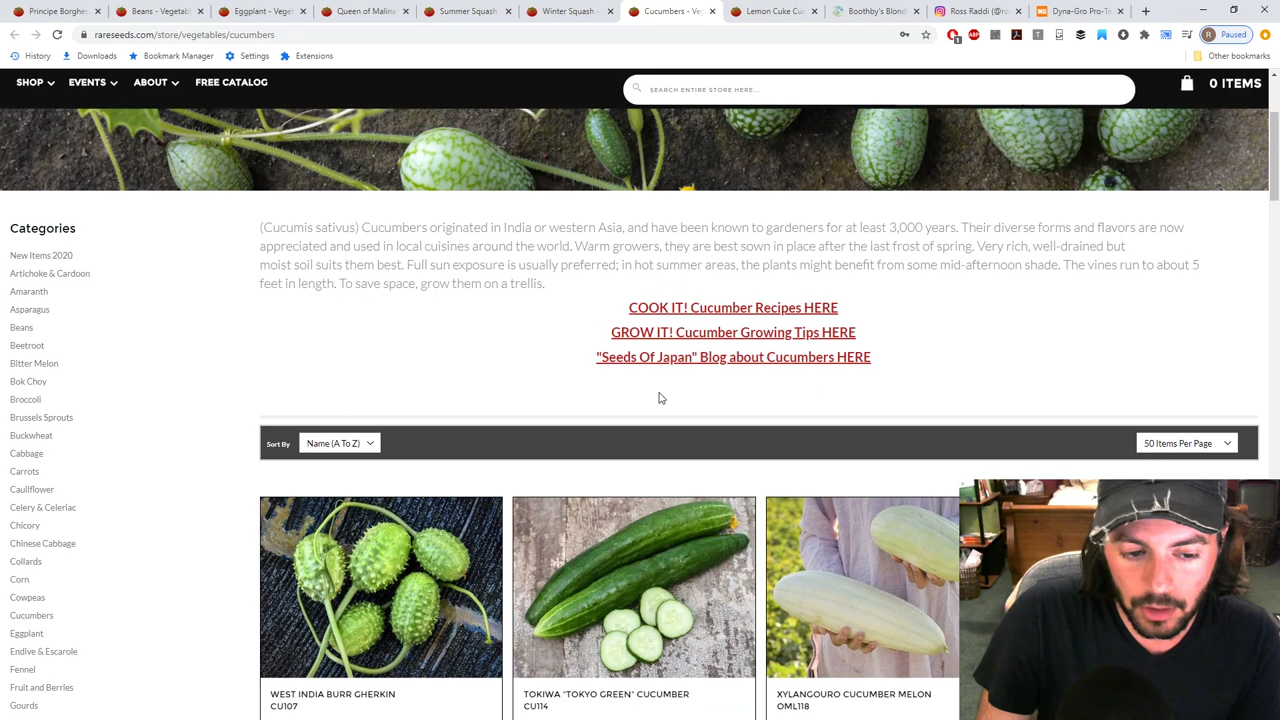 Principe Borghes
Beans - Vegetabl
Eggplant - Veget
Queen of Malina
Summer Squash
Winter Squash -
Cucumbers - Veg
Lemon Cuke Cuc
Boothby's Blond
Ross Raddi (@ro
Dyna-Gro Pro-Te
rareseeds.com/store/vegetables/cucumbers
Paused
History
Downloads
Bookmark Manager
Settings
Extensions
Other bookmarks
SHOP
EVENTS
ABOUT
FREE CATALOG
SEARCH ENTIRE STORE HERE...
0 ITEMS
Categories
New Items 2020
Artichoke & Cardoon
Amaranth
Asparagus
Beans
Beetroot
Bitter Melon
Bok Choy
Broccoli
Brussels Sprouts
Buckwheat
Cabbage
Carrots
Cauliflower
Celery & Celeriac
Chicory
Chinese Cabbage
Collards
Corn
Cowpeas
Cucumbers
Eggplant
Endive & Escarole
Fennel
Fruit and Berries
Gourds
(Cucumis sativus) Cucumbers originated in India or western Asia, and have been known to gardeners for at least 3,000 years. Their diverse forms and flavors are now
appreciated and used in local cuisines around the world. Warm growers, they are best sown in place after the last frost of spring. Very rich, well-drained but
moist soil suits them best. Full sun exposure is usually preferred; in hot summer areas, the plants might benefit from some mid-afternoon shade. The vines run to about 5
feet in length. To save space, grow them on a trellis.
COOK IT! Cucumber Recipes HERE
GROW IT! Cucumber Growing Tips HERE
"Seeds Of Japan" Blog about Cucumbers HERE
Sort By
Name (A To Z)
50 Items Per Page
WEST INDIA BURR GHERKIN
CU107
TOKIWA "TOKYO GREEN" CUCUMBER
CU114
XYLANGOURO CUCUMBER MELON
OML118